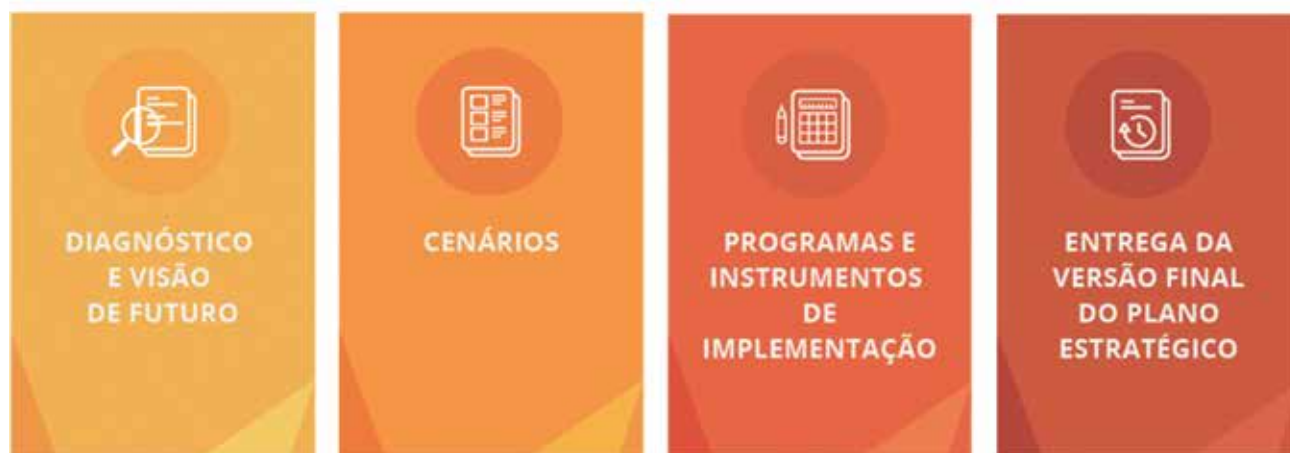 DIAGNÓSTICO
E VISÃO
DE FUTURO
CENÁRIOS
PROGRAMAS E
INSTRUMENTOS
DE
IMPLEMENTAÇÃO
ENTREGA DA
VERSÃO FINAL
DO PLANO
ESTRATÉGICO